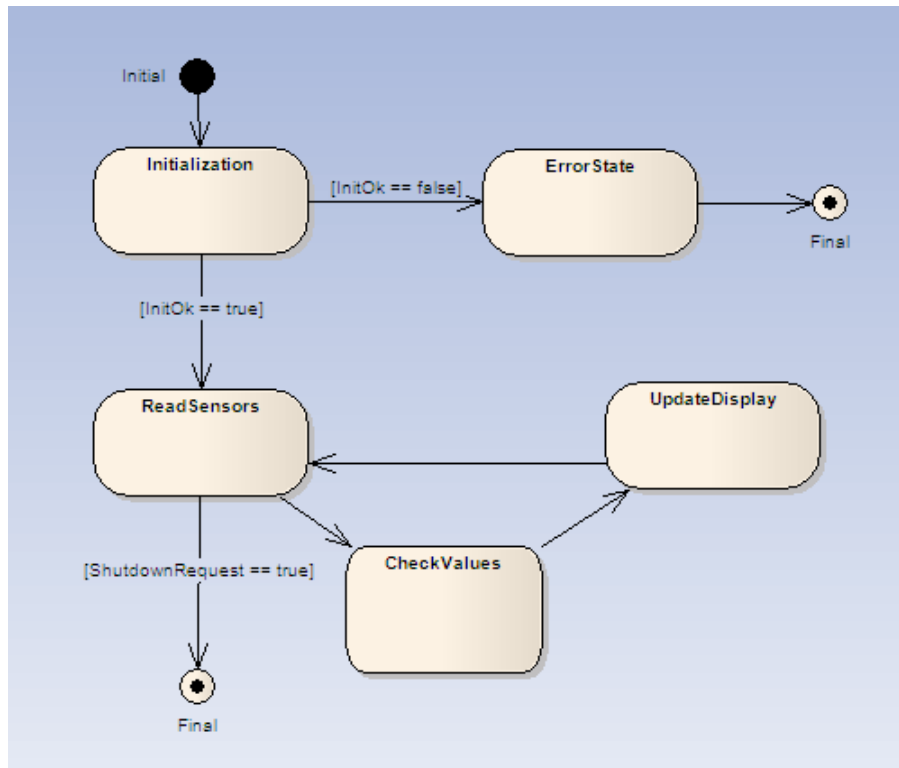 Initial
Initialization
[InitOk == false]
ErrorState
Final
[InitOk == true]
ReadSensors
UpdateDisplay
[ShutdownRequest == true]
CheckValues
Final